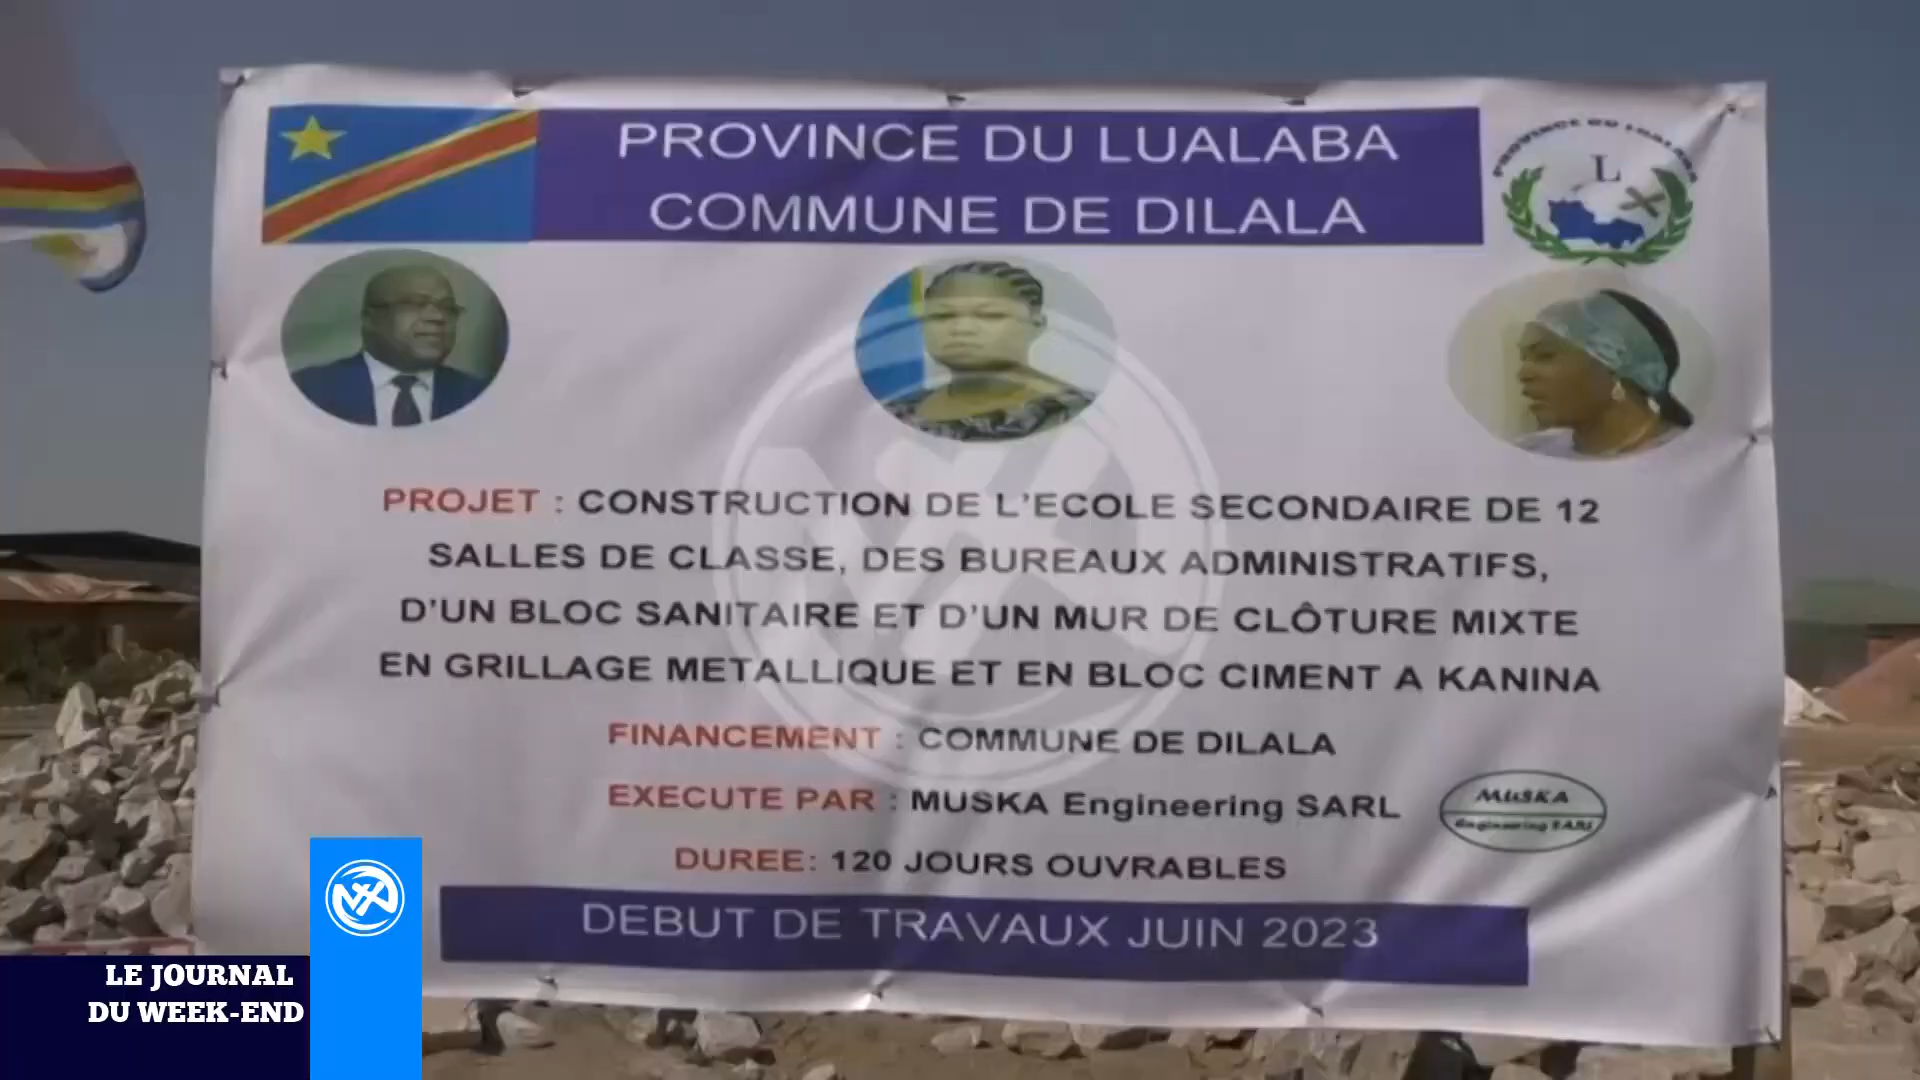 PROVINCE DU LUALABA
COMMUNE DE DILALA
PROVINCE DU LUALABA
L
PROJET : CONSTRUCTION DE L'ECOLE SECONDAIRE DE 12
SALLES DE CLASSE, DES BUREAUX ADMINISTRATIFS,
D'UN BLOC SANITAIRE ET D'UN MUR DE CLÔTURE MIXTE
EN GRILLAGE METALLIQUE ET EN BLOC CIMENT A KANINA
FINANCEMENT : COMMUNE DE DILALA
EXECUTE PAR : MUSKA Engineering SARL
MUSKA
Engineering SARL
DUREE: 120 JOURS OUVRABLES
DEBUT DE TRAVAUX JUIN 2023
LE JOURNAL
DU WEEK-END